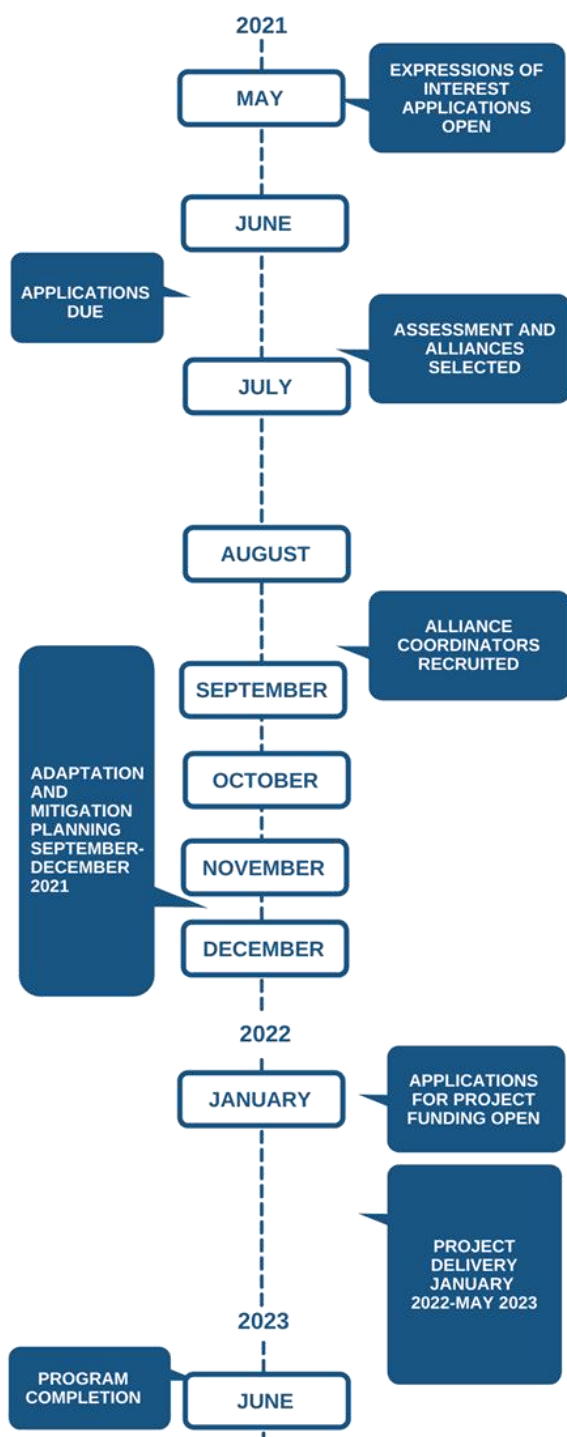 2021
MAY
EXPRESSIONS OF
INTEREST
APPLICATIONS
OPEN
JUNE
APPLICATIONS
DUE
ASSESSMENT AND
ALLIANCES
SELECTED
JULY
AUGUST
ALLIANCE
COORDINATORS
RECRUITED
SEPTEMBER
ADAPTATION
AND
MITIGATION
PLANNING
SEPTEMBER-
DECEMBER
2021
OCTOBER
NOVEMBER
DECEMBER
2022
JANUARY
APPLICATIONS
FOR PROJECT
FUNDING OPEN
PROJECT
DELIVERY
JANUARY
2022-MAY 2023
2023
PROGRAM
COMPLETION
JUNE